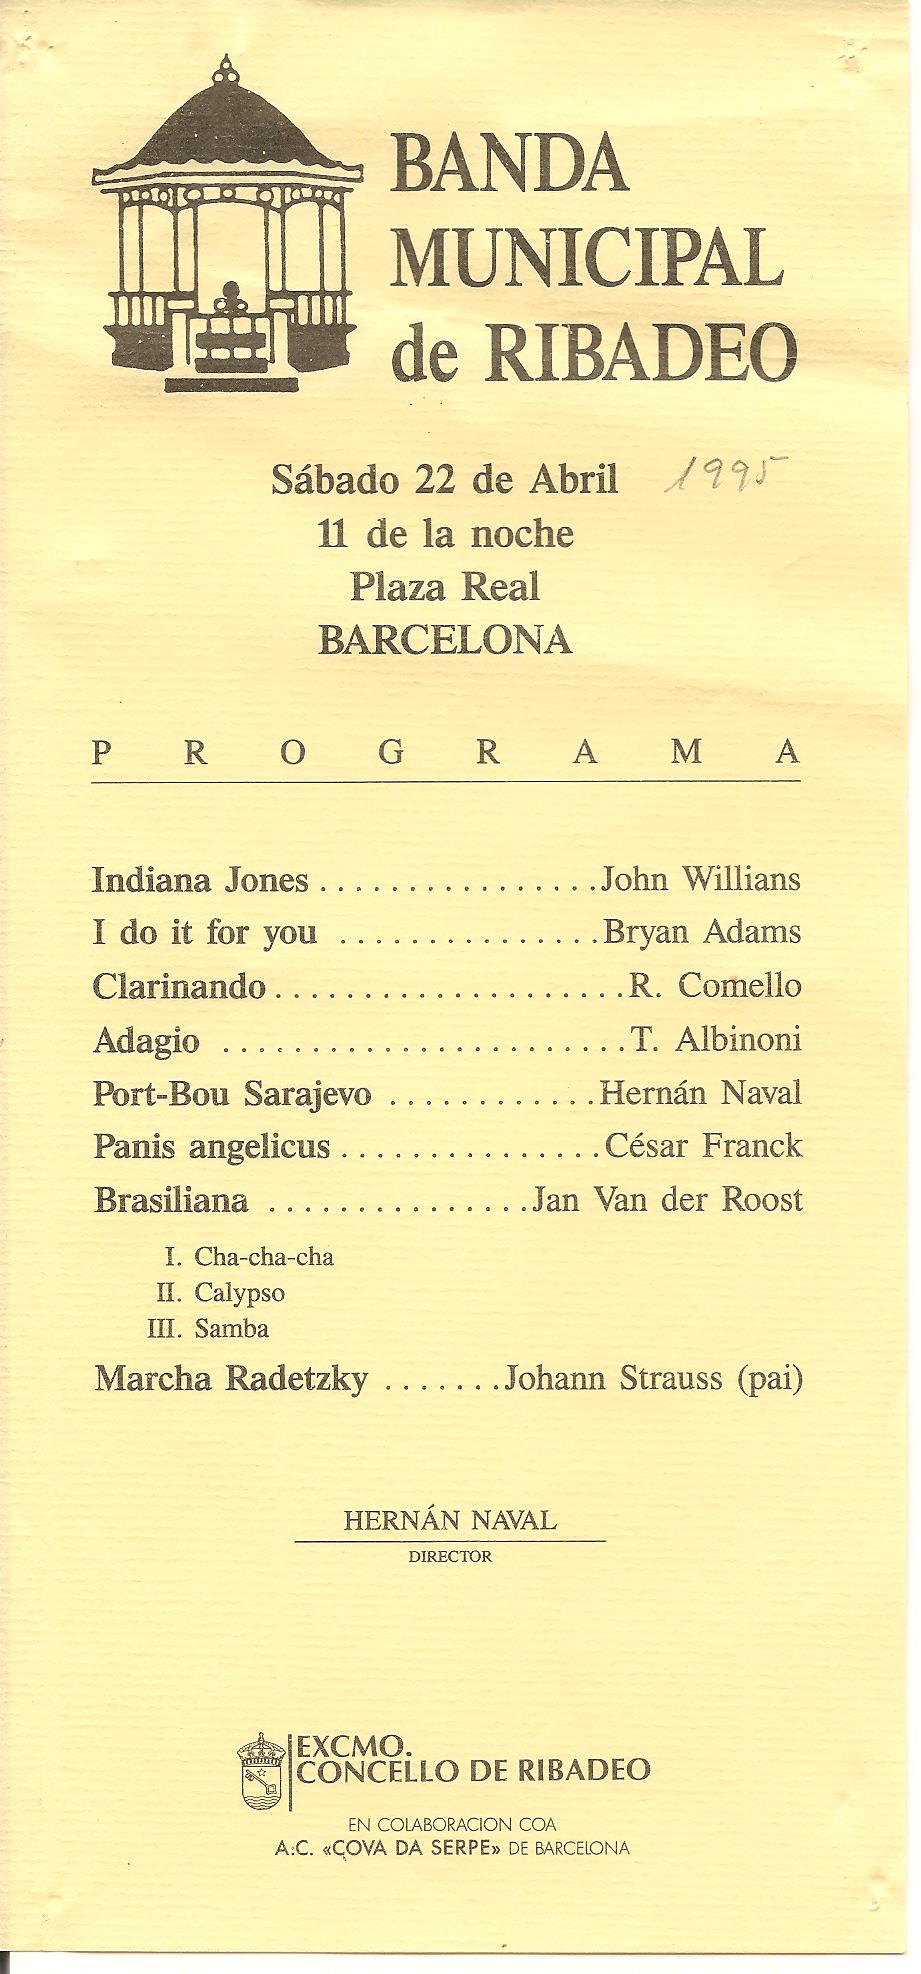 BANDA
MUNICIPAL
de RIBADEO
Sábado 22 de Abril 1995
11 de la noche
Plaza Real
BARCELONA
P R O G R A M A
Indiana Jones ................John Willians
I do it for you ...............Bryan Adams
Clarinando....................R. Comello
Adagio .......................T. Albinoni
Port-Bou Sarajevo ............Hernán Naval
Panis angelicus...............César Franck
Brasiliana ...............Jan Van der Roost
I. Cha-cha-cha
II. Calypso
III. Samba
Marcha Radetzky .......Johann Strauss (pai)
HERNÁN NAVAL
DIRECTOR
EXCMO.
CONCELLO DE RIBADEO
EN COLABORACION COA
A.C. «COVA DA SERPE» DE BARCELONA